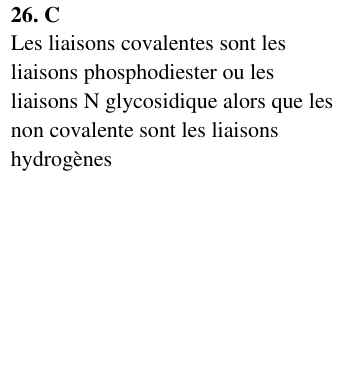 26. C
Les liaisons covalentes sont les
liaisons phosphodiester ou les
liaisons N glycosidique alors que les
non covalente sont les liaisons
hydrogènes